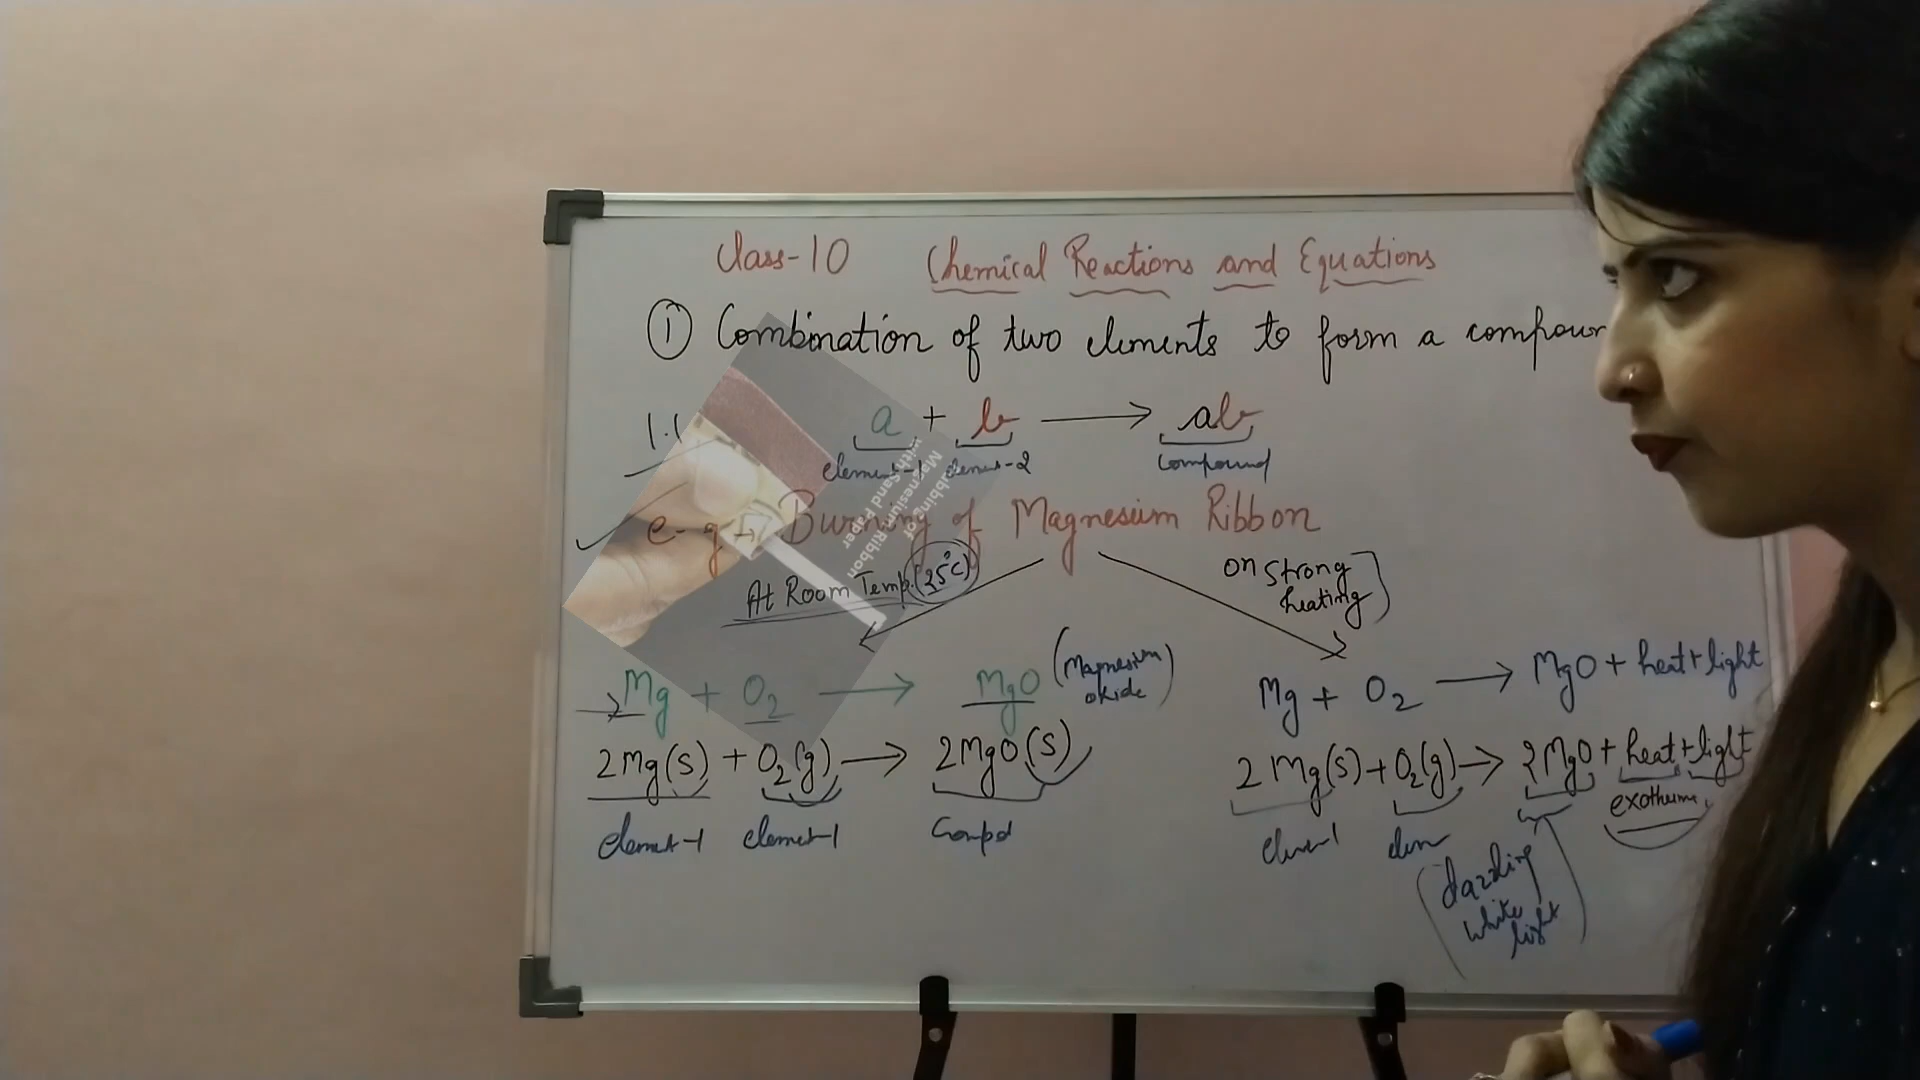 Class-10 Chemical Reactions and Equations
① Combination of two elements to form a compoun
1.1 a + b → ab
element-1 element-2 compound
e-g → Burning of Magnesium Ribbon
Rubbing of
Magnesium Ribbon
with Sand Paper
At Room Temp. (25°C)
on strong
heating
Mg + O2 → MgO (Magnesium
oxide)
2Mg(s) + O2(g) → 2MgO(s)
elemet-1 elemet-1 Compd
Mg + O2 → MgO + heat + light
2Mg(s) + O2(g) → 2MgO + heat + light
exotherm
dazzling
white
light